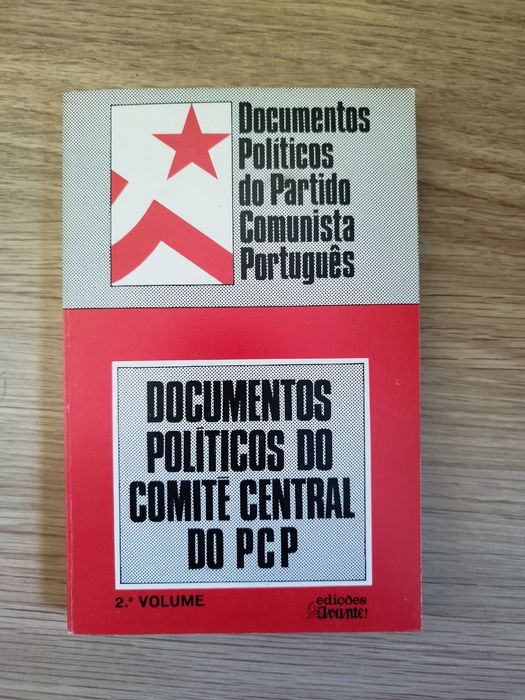 Documentos
Políticos
do Partido
Comunista
Português
DOCUMENTOS
POLÍTICOS DO
COMITÉ CENTRAL
DO PCP
2.º VOLUME
edições
Avante!